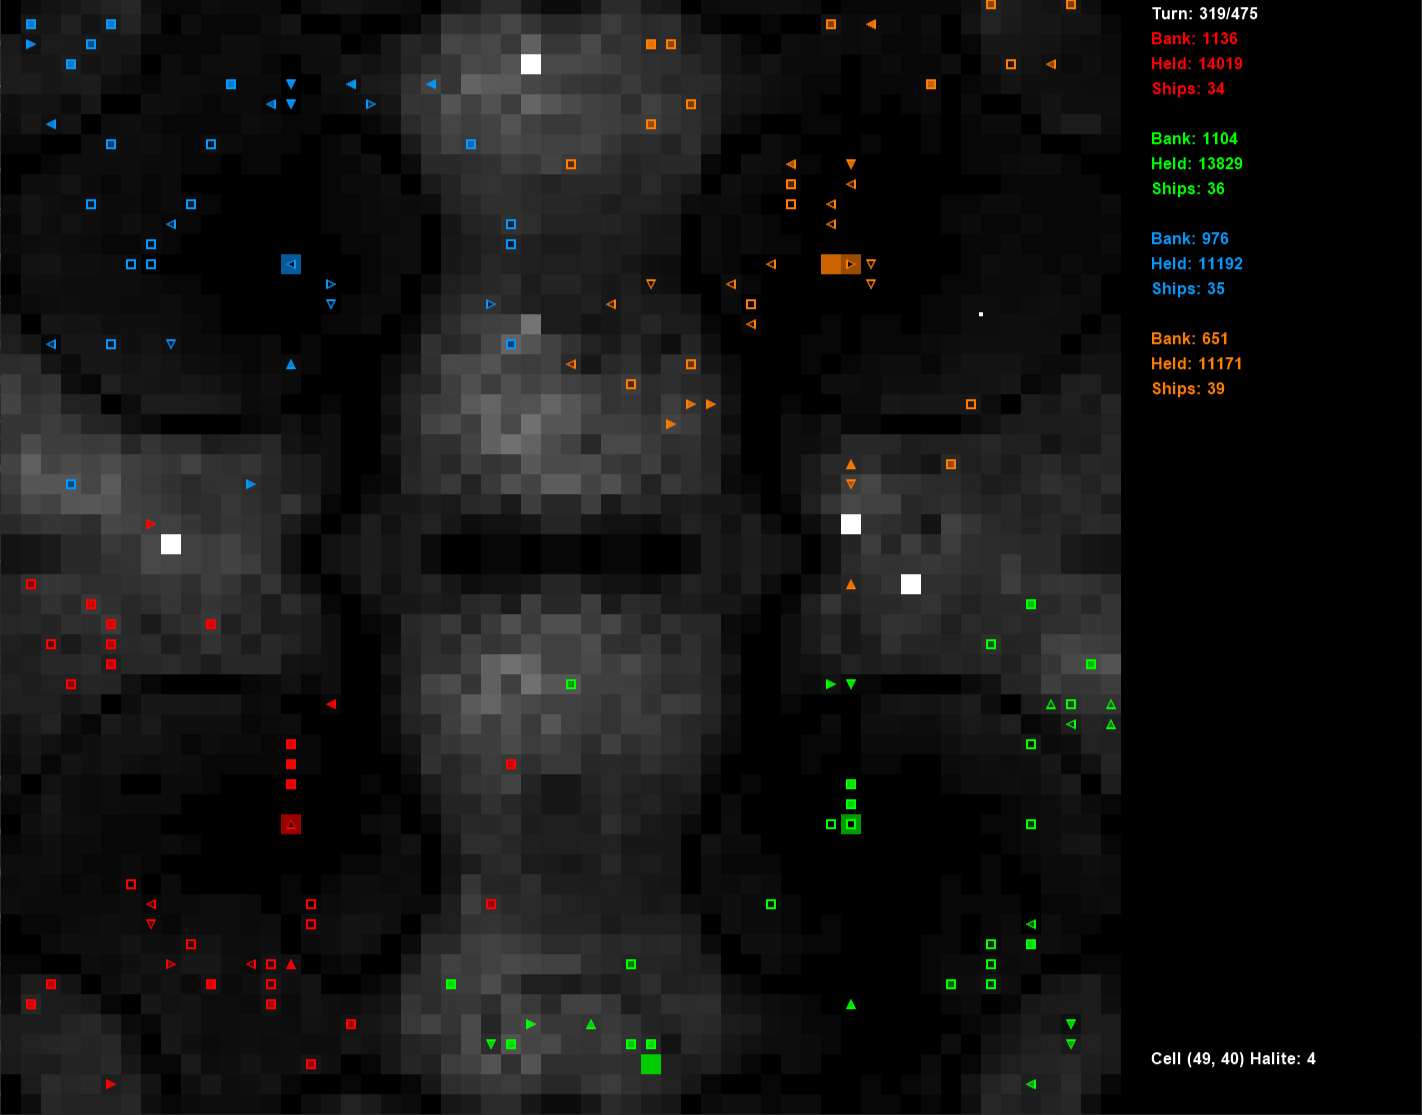 Turn: 319/475
Bank: 1136
Held: 14019
Ships: 34
Bank: 1104
Held: 13829
Ships: 36
Bank: 976
Held: 11192
Ships: 35
Bank: 651
Held: 11171
Ships: 39
Cell (49, 40) Halite: 4